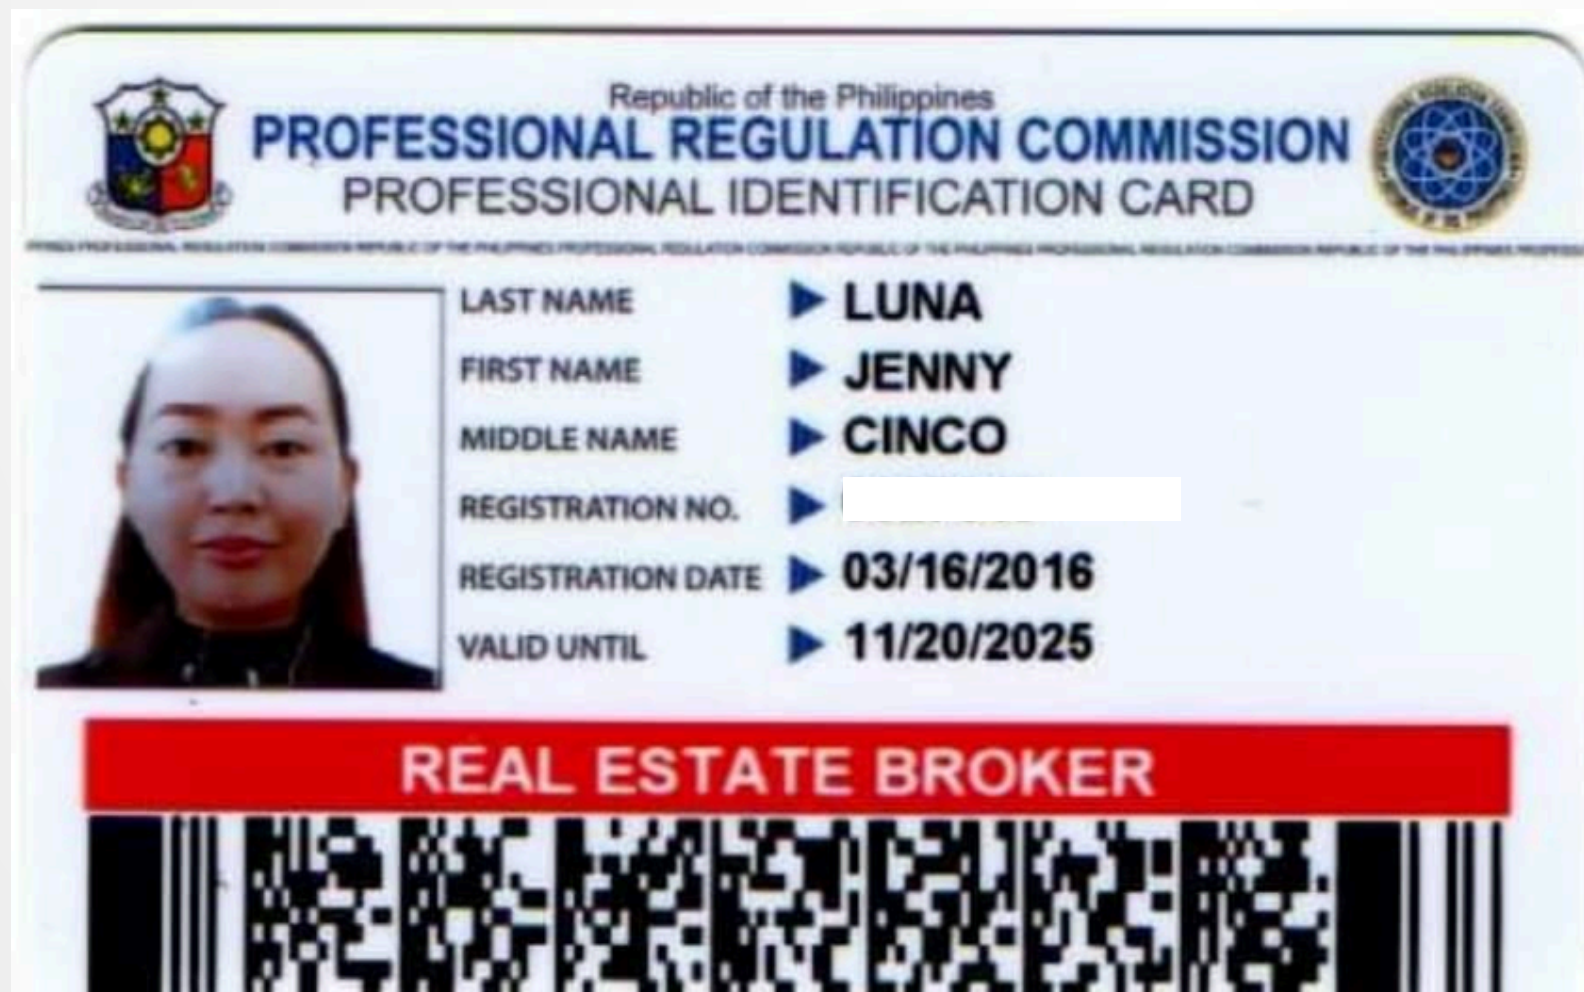 Republic of the Philippines
PROFESSIONAL REGULATION COMMISSION
PROFESSIONAL IDENTIFICATION CARD
LAST NAME LUNA
FIRST NAME JENNY
MIDDLE NAME CINCO
REGISTRATION NO.
REGISTRATION DATE 03/16/2016
VALID UNTIL 11/20/2025
REAL ESTATE BROKER